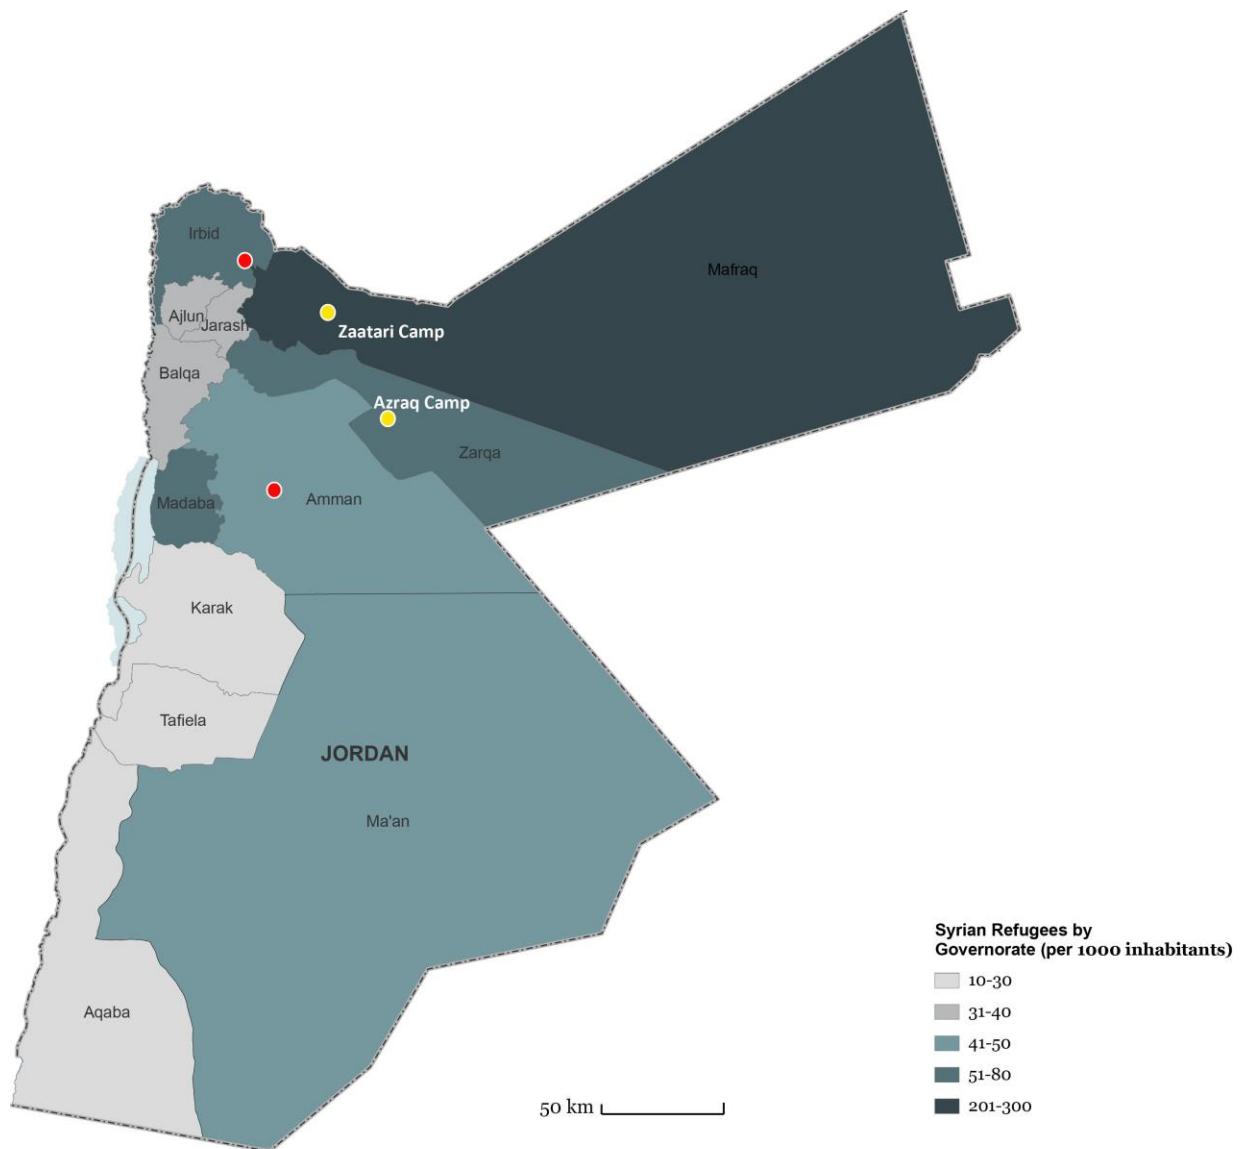 Irbid
Mafraq
Ajlun
Jarash
Zaatari Camp
Balqa
Azraq Camp
Zarqa
Madaba
Amman
Karak
Tafiela
JORDAN
Ma'an
Aqaba
Syrian Refugees by
Governorate (per 1000 inhabitants)
10-30
31-40
41-50
51-80
201-300
50 km